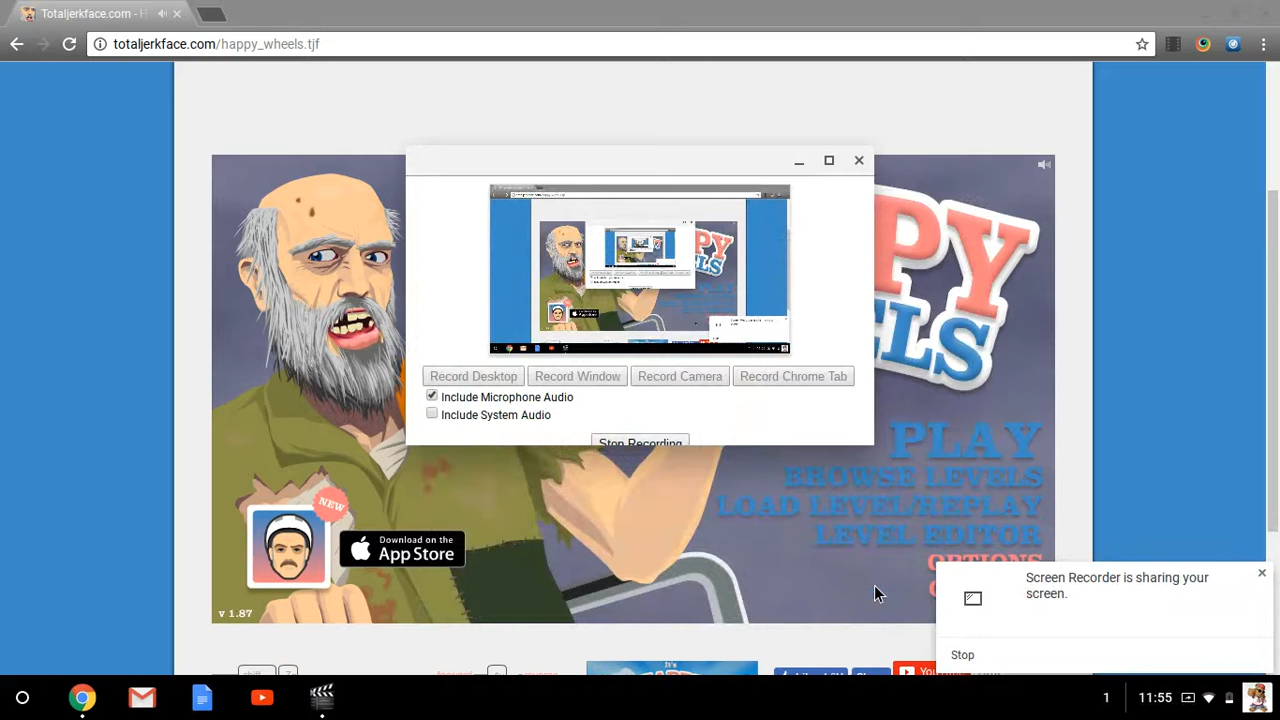 Totaljerkface.com - H
totaljerkface.com/happy_wheels.tjf
PY
ELS
Record Desktop Record Window Record Camera Record Chrome Tab
Include Microphone Audio
Include System Audio
Stop Recording
PLAY
BROWSE LEVELS
LOAD LEVEL/REPLAY
LEVEL EDITOR
OPTIONS
NEW
Download on the
App Store
v 1.87
Screen Recorder is sharing your
screen.
Stop
shift
It's
1 11:55